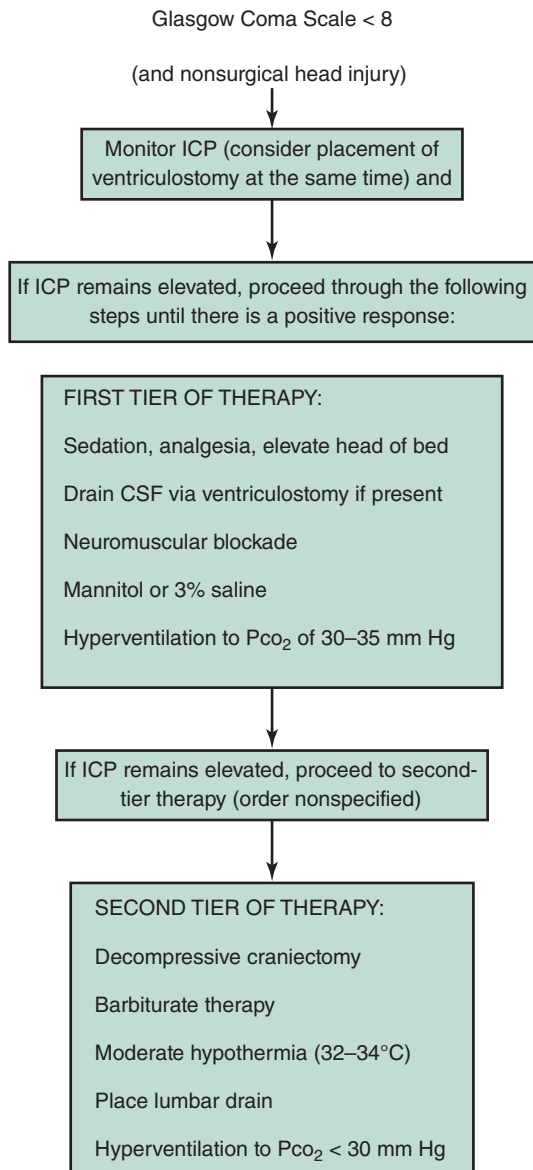 Glasgow Coma Scale < 8
(and nonsurgical head injury)
Monitor ICP (consider placement of
ventriculostomy at the same time) and
If ICP remains elevated, proceed through the following
steps until there is a positive response:
FIRST TIER OF THERAPY:
Sedation, analgesia, elevate head of bed
Drain CSF via ventriculostomy if present
Neuromuscular blockade
Mannitol or 3% saline
Hyperventilation to Pco₂ of 30–35 mm Hg
If ICP remains elevated, proceed to second-
tier therapy (order nonspecified)
SECOND TIER OF THERAPY:
Decompressive craniectomy
Barbiturate therapy
Moderate hypothermia (32–34°C)
Place lumbar drain
Hyperventilation to Pco₂ < 30 mm Hg